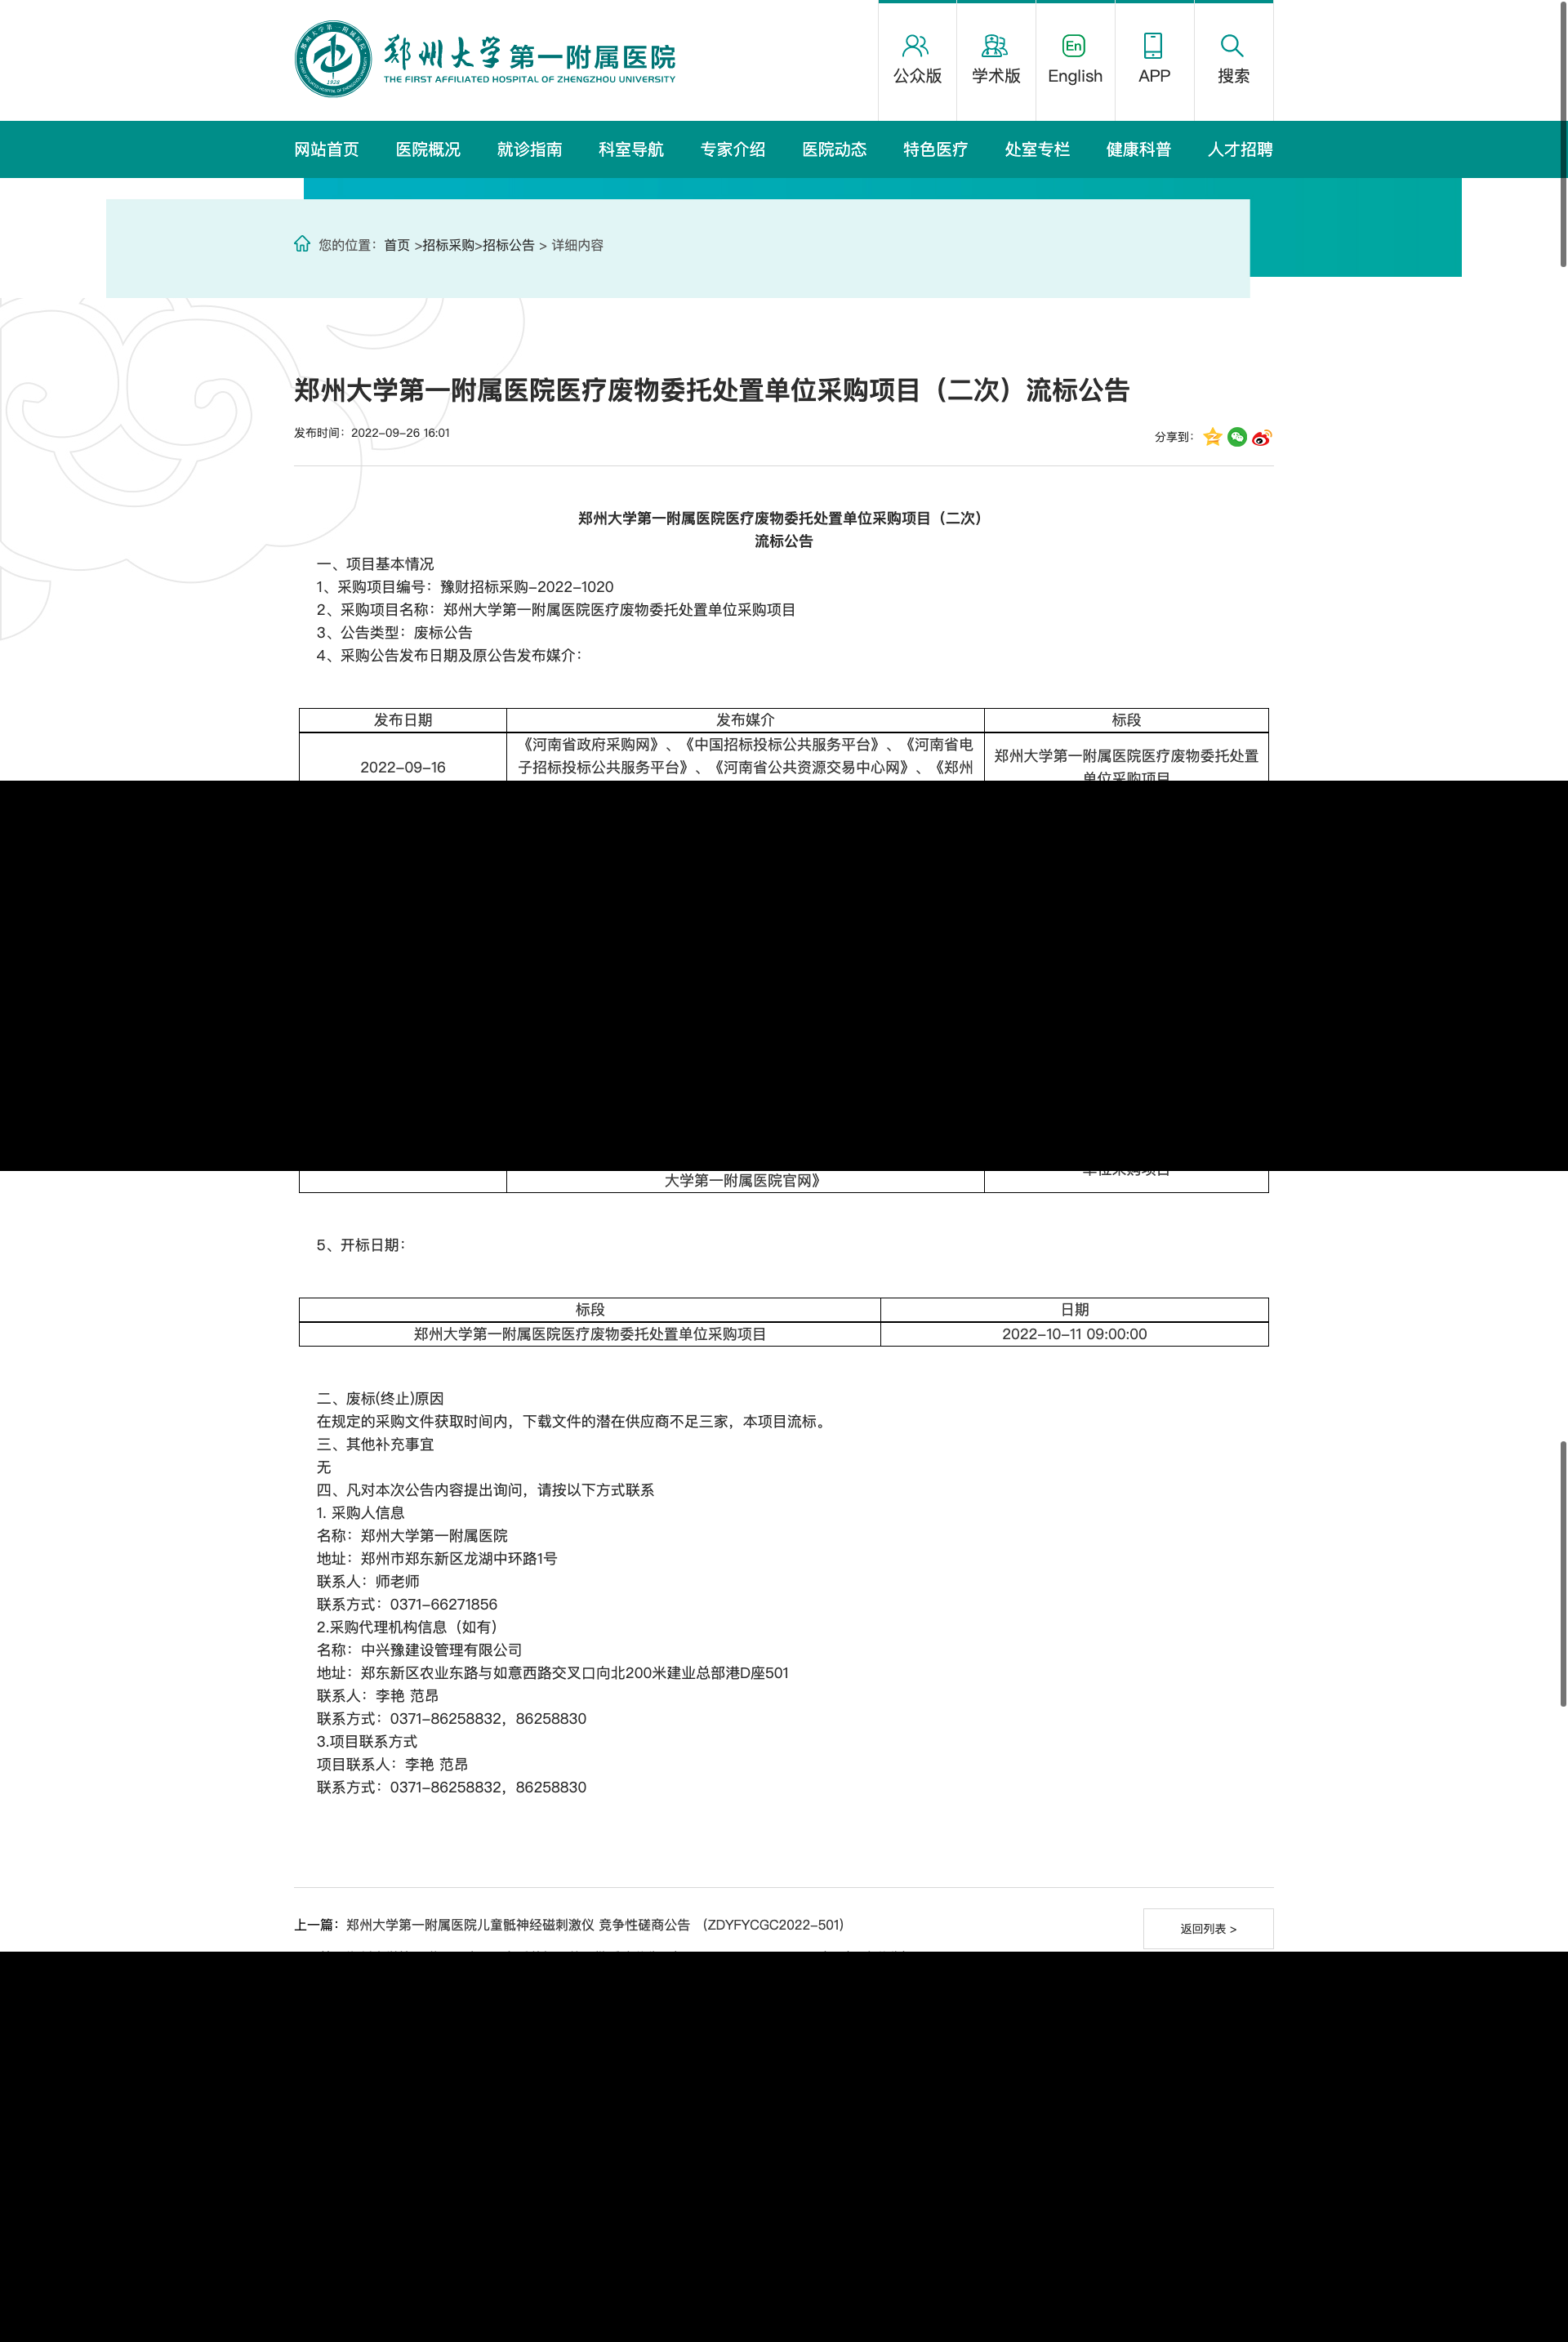 郑州大学第一附属医院
THE FIRST AFFILIATED HOSPITAL OF ZHENGZHOU UNIVERSITY
1928
公众版
学术版
En
English
APP
搜索
网站首页 医院概况 就诊指南 科室导航 专家介绍 医院动态 特色医疗 处室专栏 健康科普 人才招聘
您的位置：首页 >招标采购>招标公告 > 详细内容
郑州大学第一附属医院医疗废物委托处置单位采购项目（二次）流标公告
发布时间：2022-09-26 16:01
分享到：
郑州大学第一附属医院医疗废物委托处置单位采购项目（二次）
流标公告
一、项目基本情况
1、采购项目编号：豫财招标采购-2022-1020
2、采购项目名称：郑州大学第一附属医院医疗废物委托处置单位采购项目
3、公告类型：废标公告
4、采购公告发布日期及原公告发布媒介：
发布日期 发布媒介 标段
2022-09-16
《河南省政府采购网》、《中国招标投标公共服务平台》、《河南省电
子招标投标公共服务平台》、《河南省公共资源交易中心网》、《郑州
郑州大学第一附属医院医疗废物委托处置
单位采购项目
大学第一附属医院官网》
单位采购项目
5、开标日期：
标段 日期
郑州大学第一附属医院医疗废物委托处置单位采购项目 2022-10-11 09:00:00
二、废标(终止)原因
在规定的采购文件获取时间内，下载文件的潜在供应商不足三家，本项目流标。
三、其他补充事宜
无
四、凡对本次公告内容提出询问，请按以下方式联系
1. 采购人信息
名称：郑州大学第一附属医院
地址：郑州市郑东新区龙湖中环路1号
联系人：师老师
联系方式：0371-66271856
2.采购代理机构信息（如有）
名称：中兴豫建设管理有限公司
地址：郑东新区农业东路与如意西路交叉口向北200米建业总部港D座501
联系人：李艳 范昂
联系方式：0371-86258832，86258830
3.项目联系方式
项目联系人：李艳 范昂
联系方式：0371-86258832，86258830
上一篇：郑州大学第一附属医院儿童骶神经磁刺激仪 竞争性磋商公告 （ZDYFYCGC2022-501）
返回列表 >